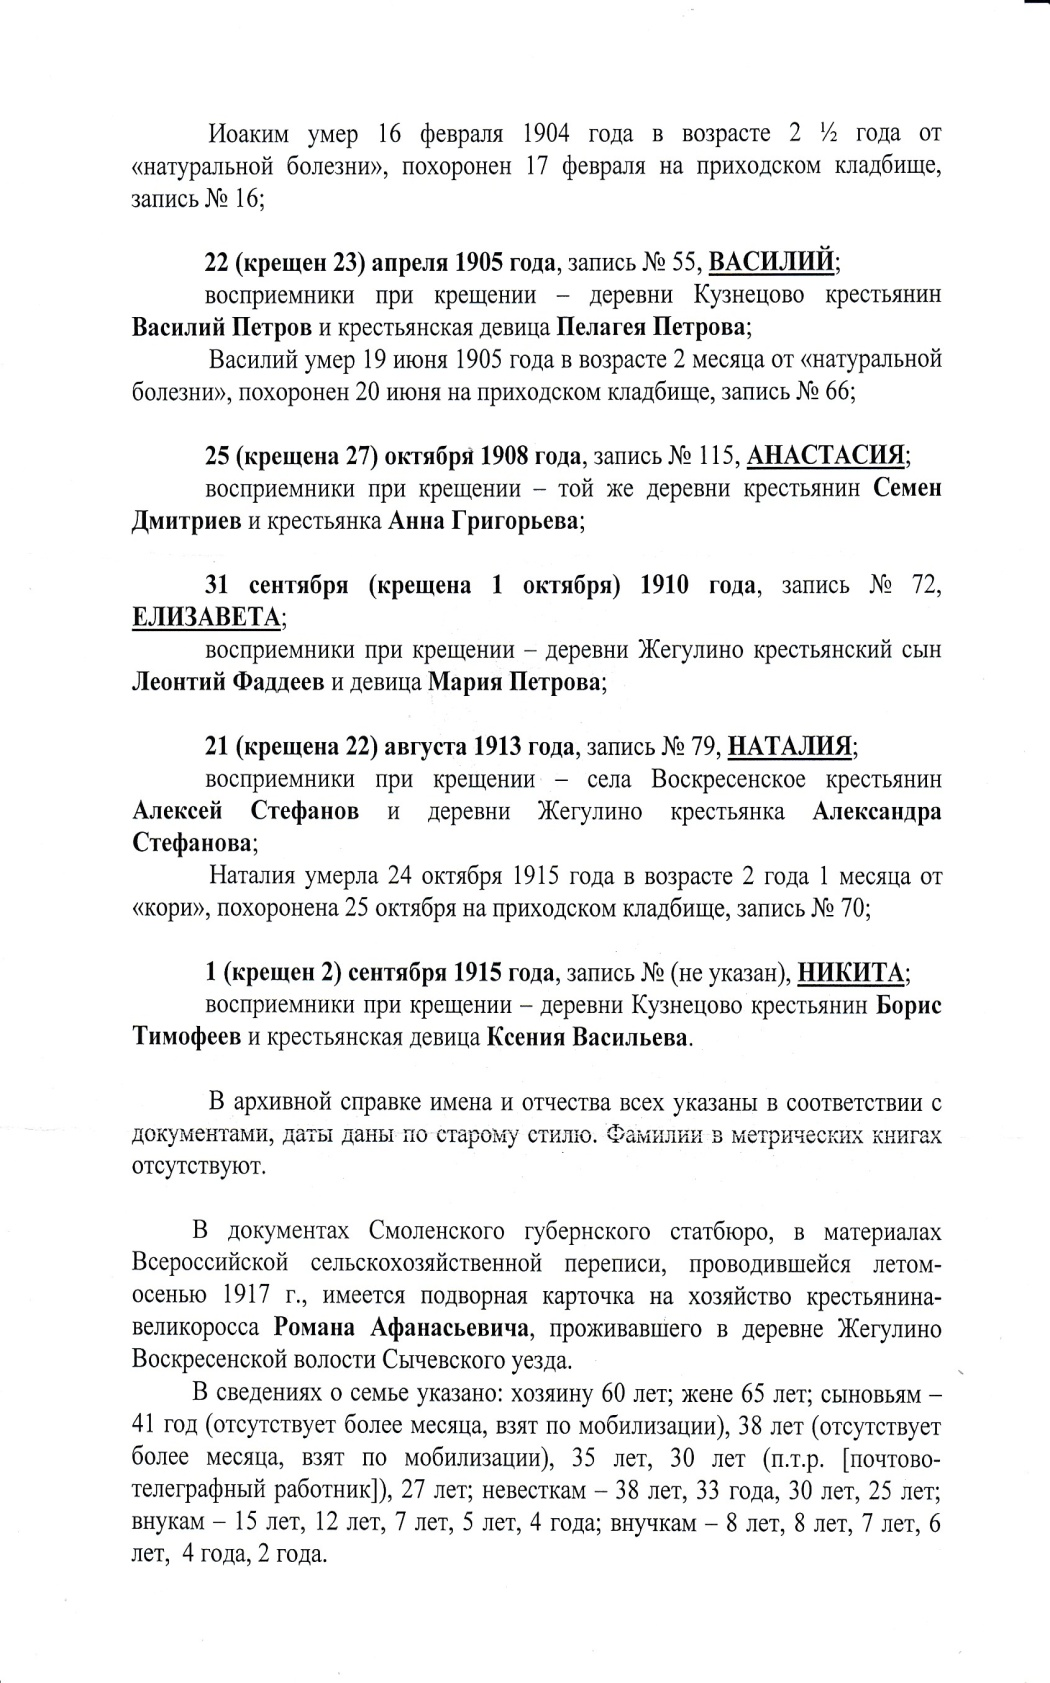 Иоаким умер 16 февраля 1904 года в возрасте 2 ½ года от
«натуральной болезни», похоронен 17 февраля на приходском кладбище,
запись № 16;
22 (крещен 23) апреля 1905 года, запись № 55, ВАСИЛИЙ;
восприемники при крещении – деревни Кузнецово крестьянин
Василий Петров и крестьянская девица Пелагея Петрова;
Василий умер 19 июня 1905 года в возрасте 2 месяца от «натуральной
болезни», похоронен 20 июня на приходском кладбище, запись № 66;
25 (крещена 27) октября 1908 года, запись № 115, АНАСТАСИЯ;
восприемники при крещении – той же деревни крестьянин Семен
Дмитриев и крестьянка Анна Григорьева;
31 сентября (крещена 1 октября) 1910 года, запись № 72,
ЕЛИЗАВЕТА;
восприемники при крещении – деревни Жегулино крестьянский сын
Леонтий Фаддеев и девица Мария Петрова;
21 (крещена 22) августа 1913 года, запись № 79, НАТАЛИЯ;
восприемники при крещении – села Воскресенское крестьянин
Алексей Стефанов и деревни Жегулино крестьянка Александра
Стефанова;
Наталия умерла 24 октября 1915 года в возрасте 2 года 1 месяца от
«кори», похоронена 25 октября на приходском кладбище, запись № 70;
1 (крещен 2) сентября 1915 года, запись № (не указан), НИКИТА;
восприемники при крещении – деревни Кузнецово крестьянин Борис
Тимофеев и крестьянская девица Ксения Васильева.
В архивной справке имена и отчества всех указаны в соответствии с
документами, даты даны по старому стилю. Фамилии в метрических книгах
отсутствуют.
В документах Смоленского губернского статбюро, в материалах
Всероссийской сельскохозяйственной переписи, проводившейся летом-
осенью 1917 г., имеется подворная карточка на хозяйство крестьянина-
великоросса Романа Афанасьевича, проживавшего в деревне Жегулино
Воскресенской волости Сычевского уезда.
В сведениях о семье указано: хозяину 60 лет; жене 65 лет; сыновьям –
41 год (отсутствует более месяца, взят по мобилизации), 38 лет (отсутствует
более месяца, взят по мобилизации), 35 лет, 30 лет (п.т.р. [почтово-
телеграфный работник]), 27 лет; невесткам – 38 лет, 33 года, 30 лет, 25 лет;
внукам – 15 лет, 12 лет, 7 лет, 5 лет, 4 года; внучкам – 8 лет, 8 лет, 7 лет, 6
лет, 4 года, 2 года.